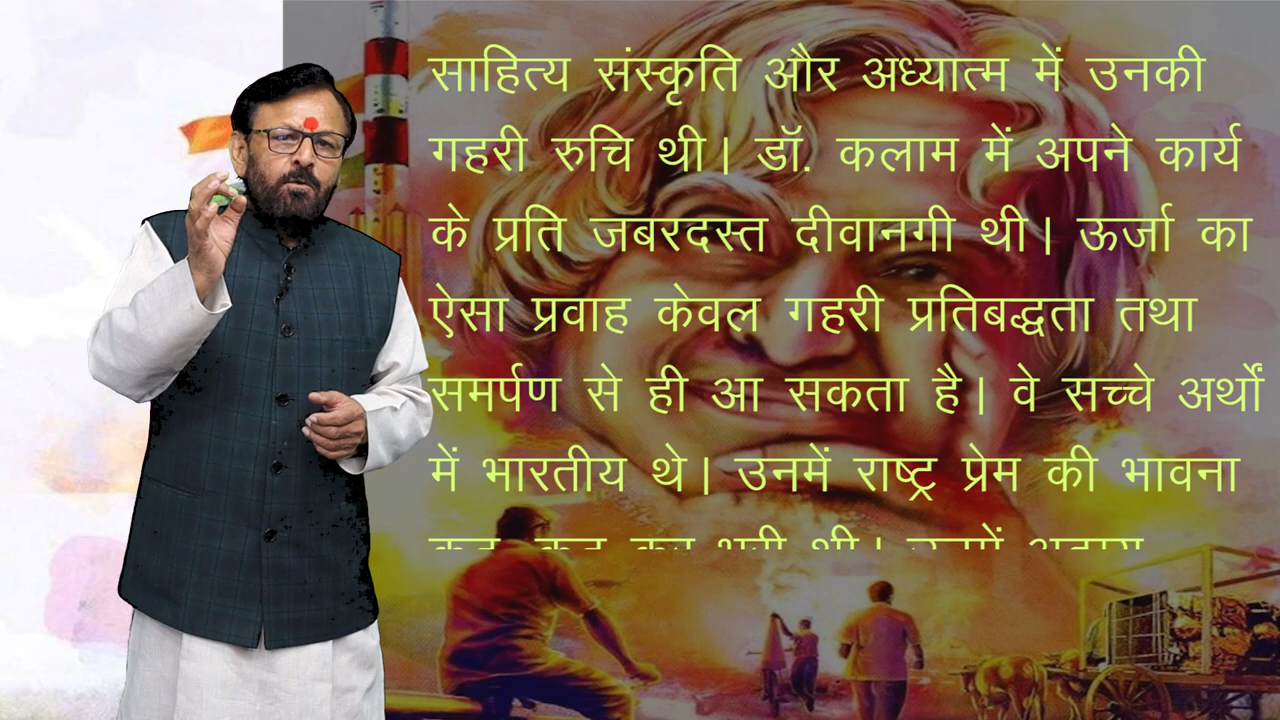 साहित्य संस्कृति और अध्यात्म में उनकी
गहरी रुचि थी। डॉ. कलाम में अपने कार्य
के प्रति जबरदस्त दीवानगी थी। ऊर्जा का
ऐसा प्रवाह केवल गहरी प्रतिबद्धता तथा
समर्पण से ही आ सकता है। वे सच्चे अर्थों
में भारतीय थे। उनमें राष्ट्र प्रेम की भावना